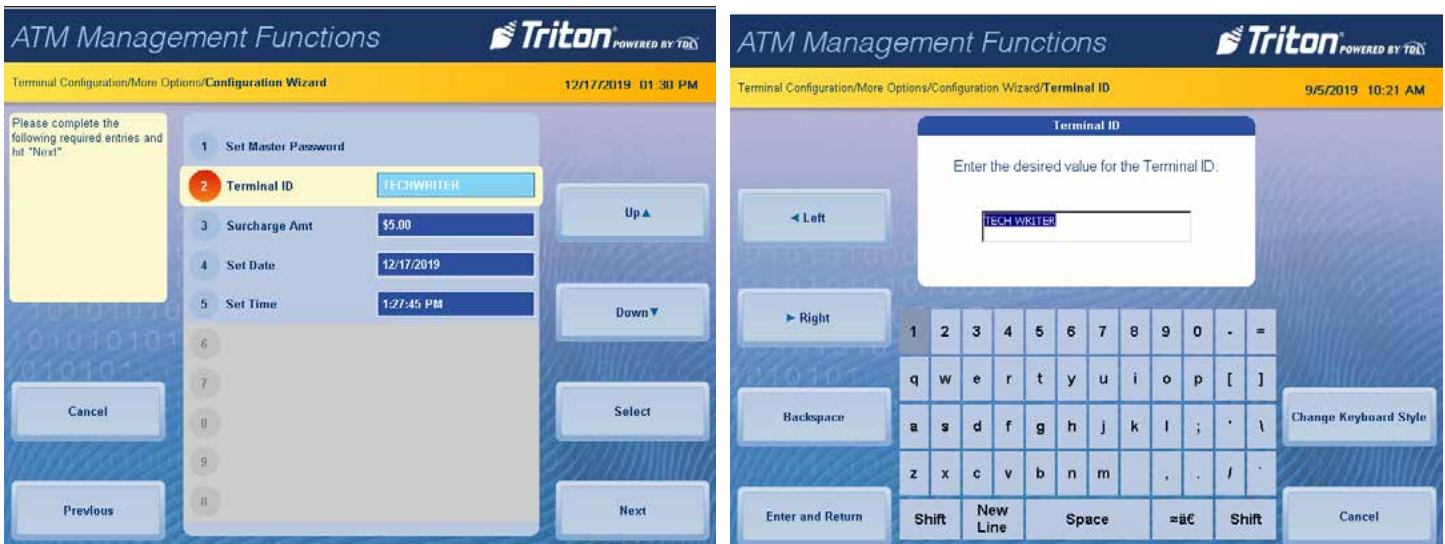 ATM Management Functions
Triton POWERED BY TDL
Terminal Configuration/More Options/Configuration Wizard
12/17/2019 01:30 PM
Please complete the
following required entries and
hit "Next"
1 Set Master Password
2 Terminal ID TECHWRITER
3 Surcharge Amt $5.00
4 Set Date 12/17/2019
5 Set Time 1:27:45 PM
6
7
8
9
0
Up▲
Down▼
Cancel
Select
Previous
Next
ATM Management Functions
Triton POWERED BY TDL
Terminal Configuration/More Options/Configuration Wizard/Terminal ID
9/5/2019 10:21 AM
Terminal ID
Enter the desired value for the Terminal ID.
TECH WRITER
◄ Left
► Right
Backspace
Enter and Return
1 2 3 4 5 6 7 8 9 0 - =
q w e r t y u i o p [ ]
a s d f g h j k l ; ' \
z x c v b n m , . / `
Shift New Line Space ≈ä€ Shift
Change Keyboard Style
Cancel